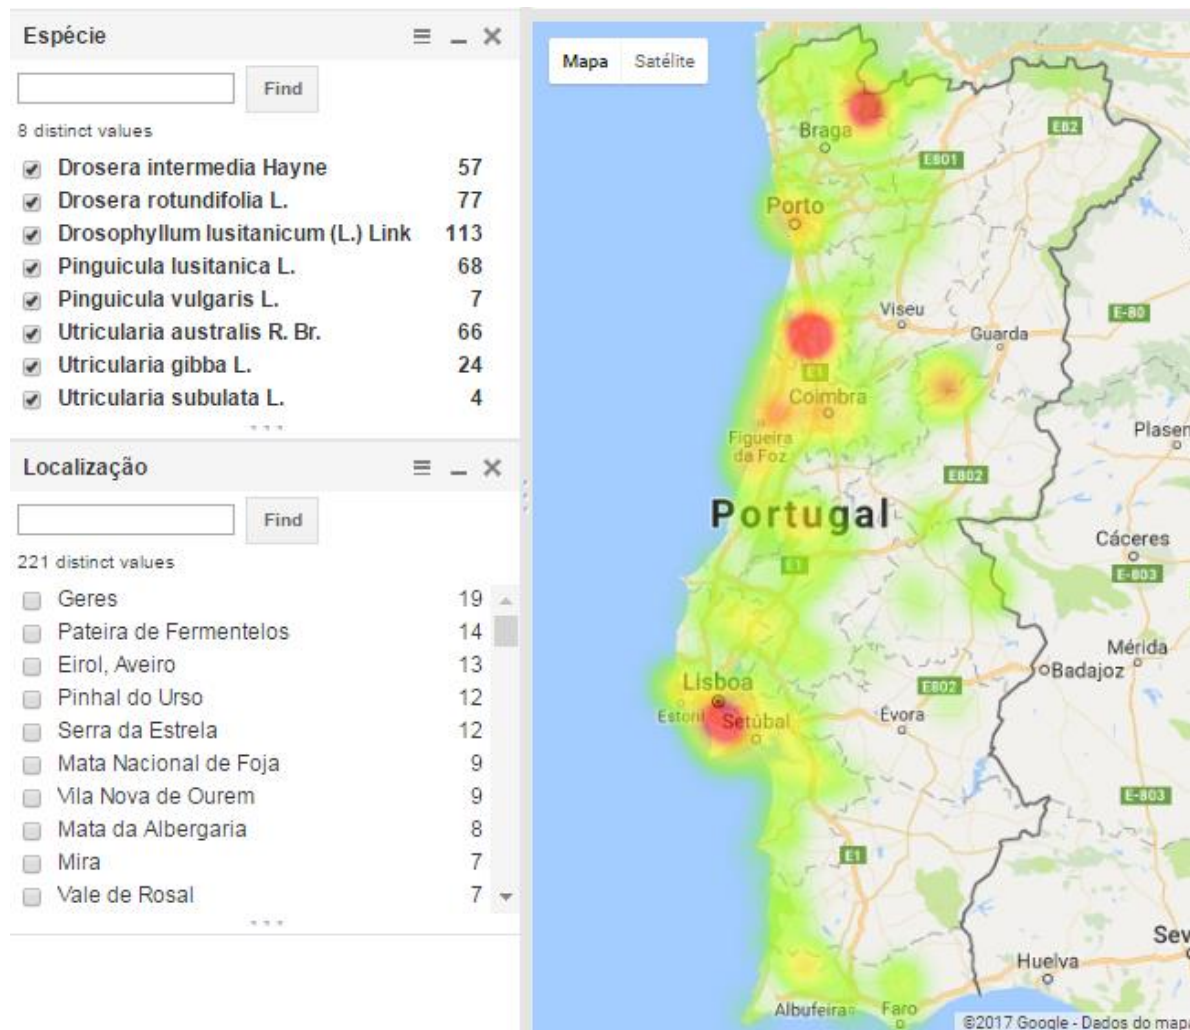 Espécie
Find
8 distinct values
Drosera intermedia Hayne 57
Drosera rotundifolia L. 77
Drosophyllum lusitanicum (L.) Link 113
Pinguicula lusitanica L. 68
Pinguicula vulgaris L. 7
Utricularia australis R. Br. 66
Utricularia gibba L. 24
Utricularia subulata L. 4
Localização
Find
221 distinct values
Geres 19
Pateira de Fermentelos 14
Eirol, Aveiro 13
Pinhal do Urso 12
Serra da Estrela 12
Mata Nacional de Foja 9
Vila Nova de Ourem 9
Mata da Albergaria 8
Mira 7
Vale de Rosal 7
Mapa Satélite
Braga
E82
E801
Porto
Viseu
E-80
Guarda
E1
Coimbra
Figueira
da Foz
Plasen
E802
Portugal
Cáceres
E1
E-803
Mérida
Badajoz
Lisboa
E802
Estoril
Setúbal
Évora
E-803
E1
Sev
Huelva
Albufeira
Faro
©2017 Google - Dados do mapa